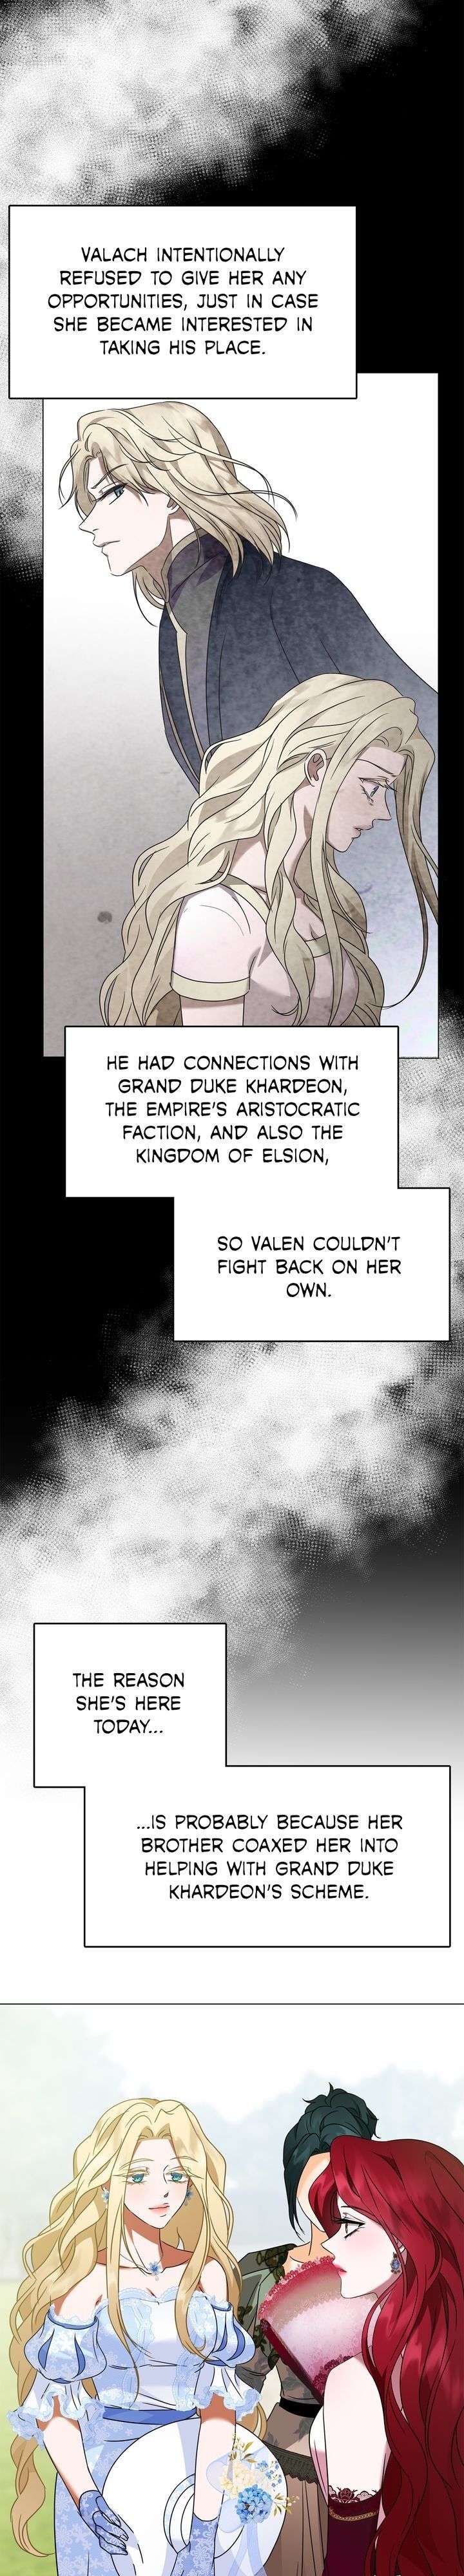 VALACH INTENTIONALLY
REFUSED TO GIVE HER ANY
OPPORTUNITIES, JUST IN CASE
SHE BECAME INTERESTED IN
TAKING HIS PLACE.
HE HAD CONNECTIONS WITH
GRAND DUKE KHARDEON,
THE EMPIRE'S ARISTOCRATIC
FACTION, AND ALSO THE
KINGDOM OF ELSION,
SO VALEN COULDN'T
FIGHT BACK ON HER
OWN.
THE REASON
SHE'S HERE
TODAY...
...IS PROBABLY BECAUSE HER
BROTHER COAXED HER INTO
HELPING WITH GRAND DUKE
KHARDEON'S SCHEME.